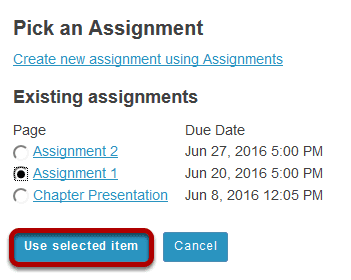 Pick an Assignment
Create new assignment using Assignments
Existing assignments
Page Due Date
Assignment 2 Jun 27, 2016 5:00 PM
Assignment 1 Jun 20, 2016 5:00 PM
Chapter Presentation Jun 8, 2016 12:05 PM
Use selected item Cancel